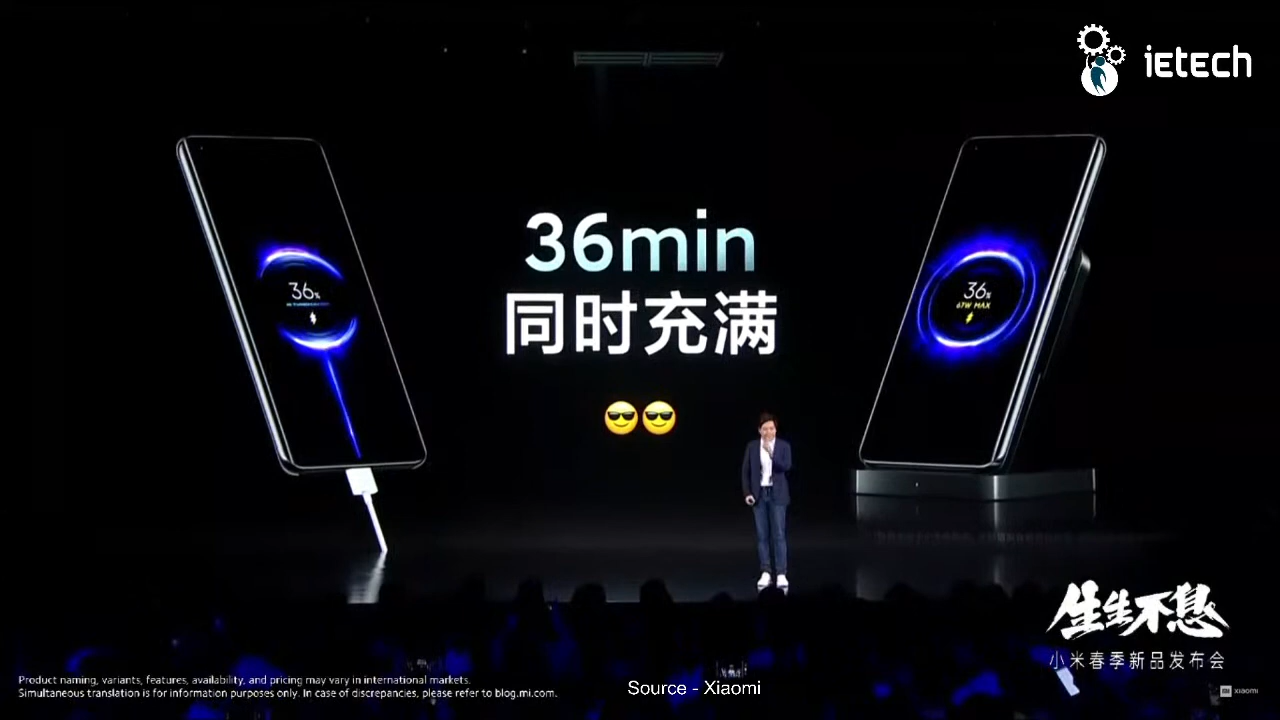 ietech
36min
同时充满
36%
36%
67W MAX
生生不息
小米春季新品发布会
Product naming, variants, features, availability, and pricing may vary in international markets.
Simultaneous translation is for information purposes only. In case of discrepancies, please refer to blog.mi.com.
Source - Xiaomi
mi xiaomi